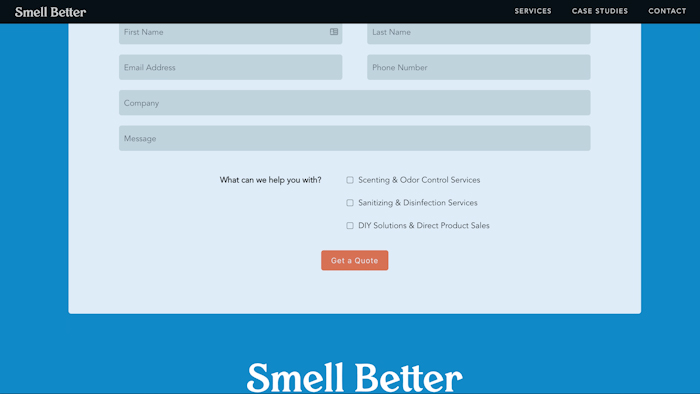 Smell Better
SERVICES CASE STUDIES CONTACT
First Name Last Name
Email Address Phone Number
Company
Message
What can we help you with? Scenting & Odor Control Services
Sanitizing & Disinfection Services
DIY Solutions & Direct Product Sales
Get a Quote
Smell Better